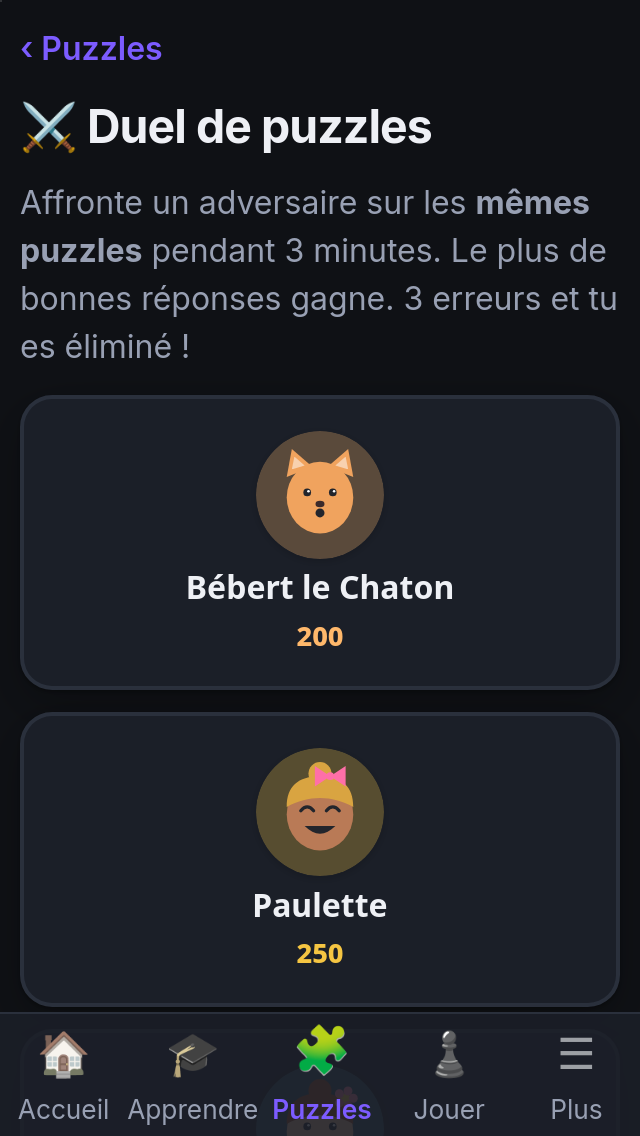 ‹ Puzzles
⚔️ Duel de puzzles
Affronte un adversaire sur les mêmes
puzzles pendant 3 minutes. Le plus de
bonnes réponses gagne. 3 erreurs et tu
es éliminé !
Bébert le Chaton
200
Paulette
250
Accueil Apprendre Puzzles Jouer Plus